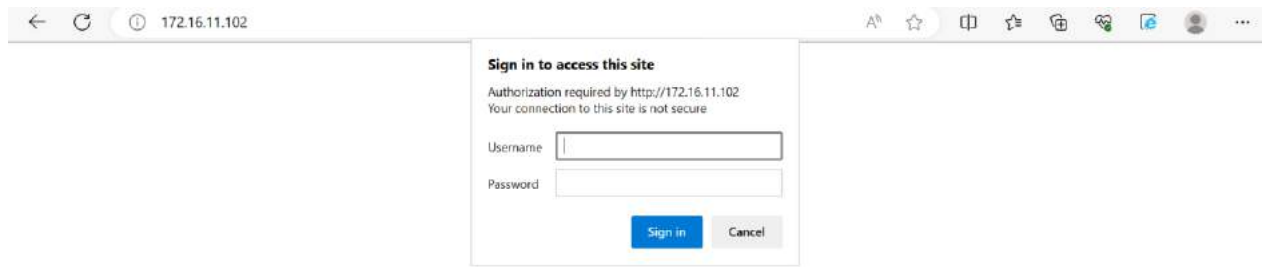 172.16.11.102
Sign in to access this site
Authorization required by http://172.16.11.102
Your connection to this site is not secure
Username
Password
Sign in Cancel